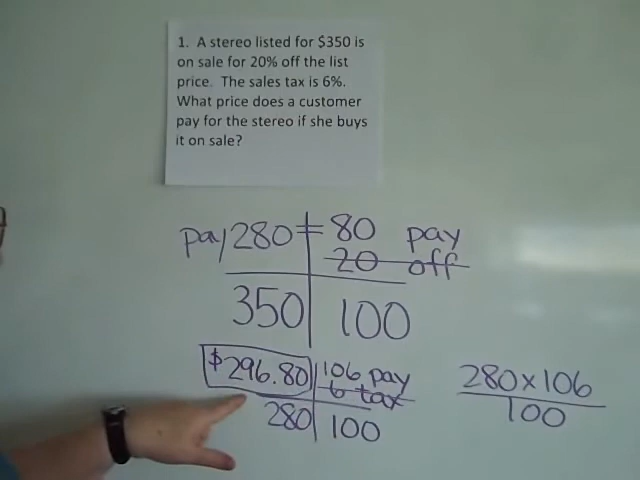 1. A stereo listed for $350 is
on sale for 20% off the list
price. The sales tax is 6%.
What price does a customer
pay for the stereo if she buys
it on sale?
pay 280 = 80 pay
20 off
350 100
$296.80 106 pay
6 tax
280 100
280x106
100